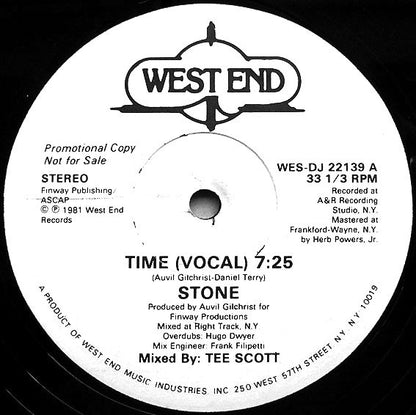 WEST END
Promotional Copy
Not for Sale
STEREO
Finway Publishing/
ASCAP
© ℗ 1981 West End
Records
WES-DJ 22139 A
33 1/3 RPM
Recorded at
A&R Recording
Studio, N.Y.
Mastered at
Frankford-Wayne, N.Y.
by Herb Powers, Jr.
TIME (VOCAL) 7:25
(Auvil Gilchrist-Daniel Terry)
STONE
Produced by Auvil Gilchrist for
Finway Productions
Mixed at Right Track, N.Y
Overdubs: Hugo Dwyer
Mix Engineer: Frank Filipetti
Mixed By: TEE SCOTT
A PRODUCT OF WEST END MUSIC INDUSTRIES INC 250 WEST 57TH STREET NY, NY 10019